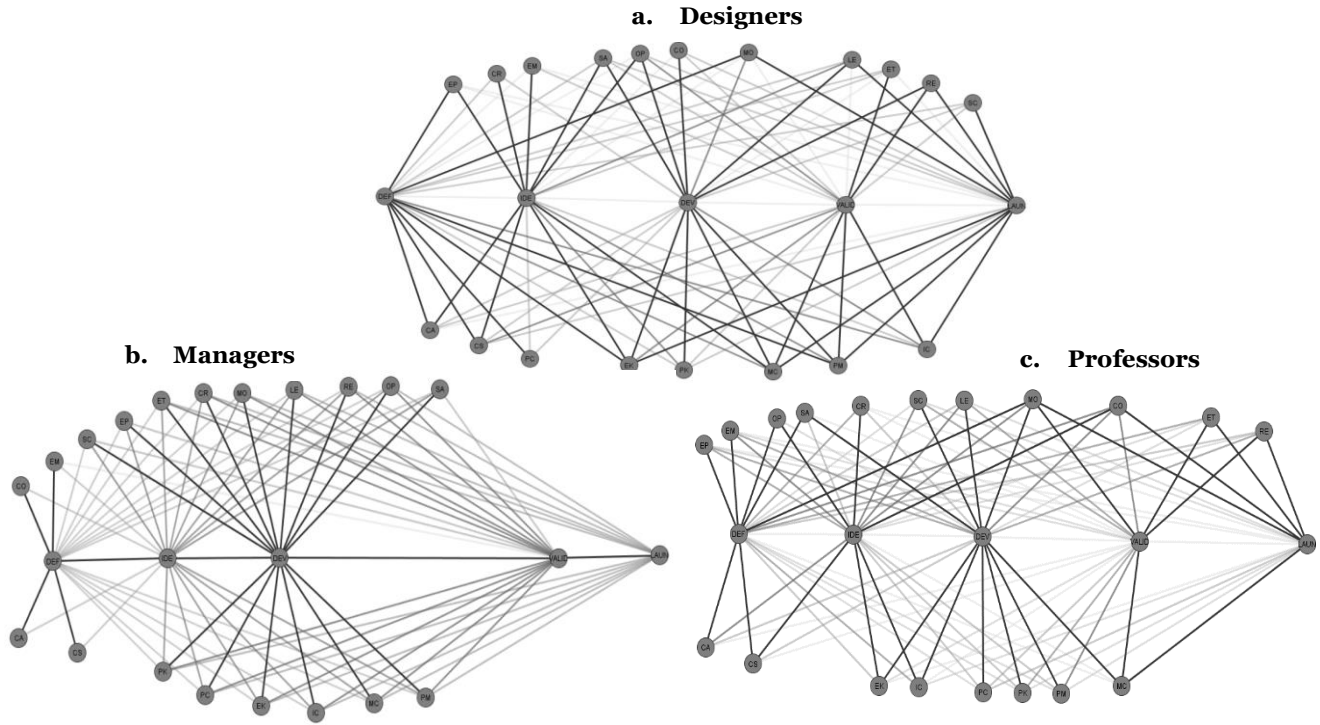 a. Designers
EP CR EM SA OP CO MO LE ET RE SC
DEF IDE DEV VALID LAUN
CA CS PC EK PK MC PM IC
b. Managers
CO EM SC EP ET CR MO LE RE OP SA
DEF IDE DEV VALID LAUN
CA CS PK PC EK IC MC PM
c. Professors
EP EM OP SA CR SC LE MO CO ET RE
DEF IDE DEV VALID LAUN
CA CS EK IC PC PK PM MC